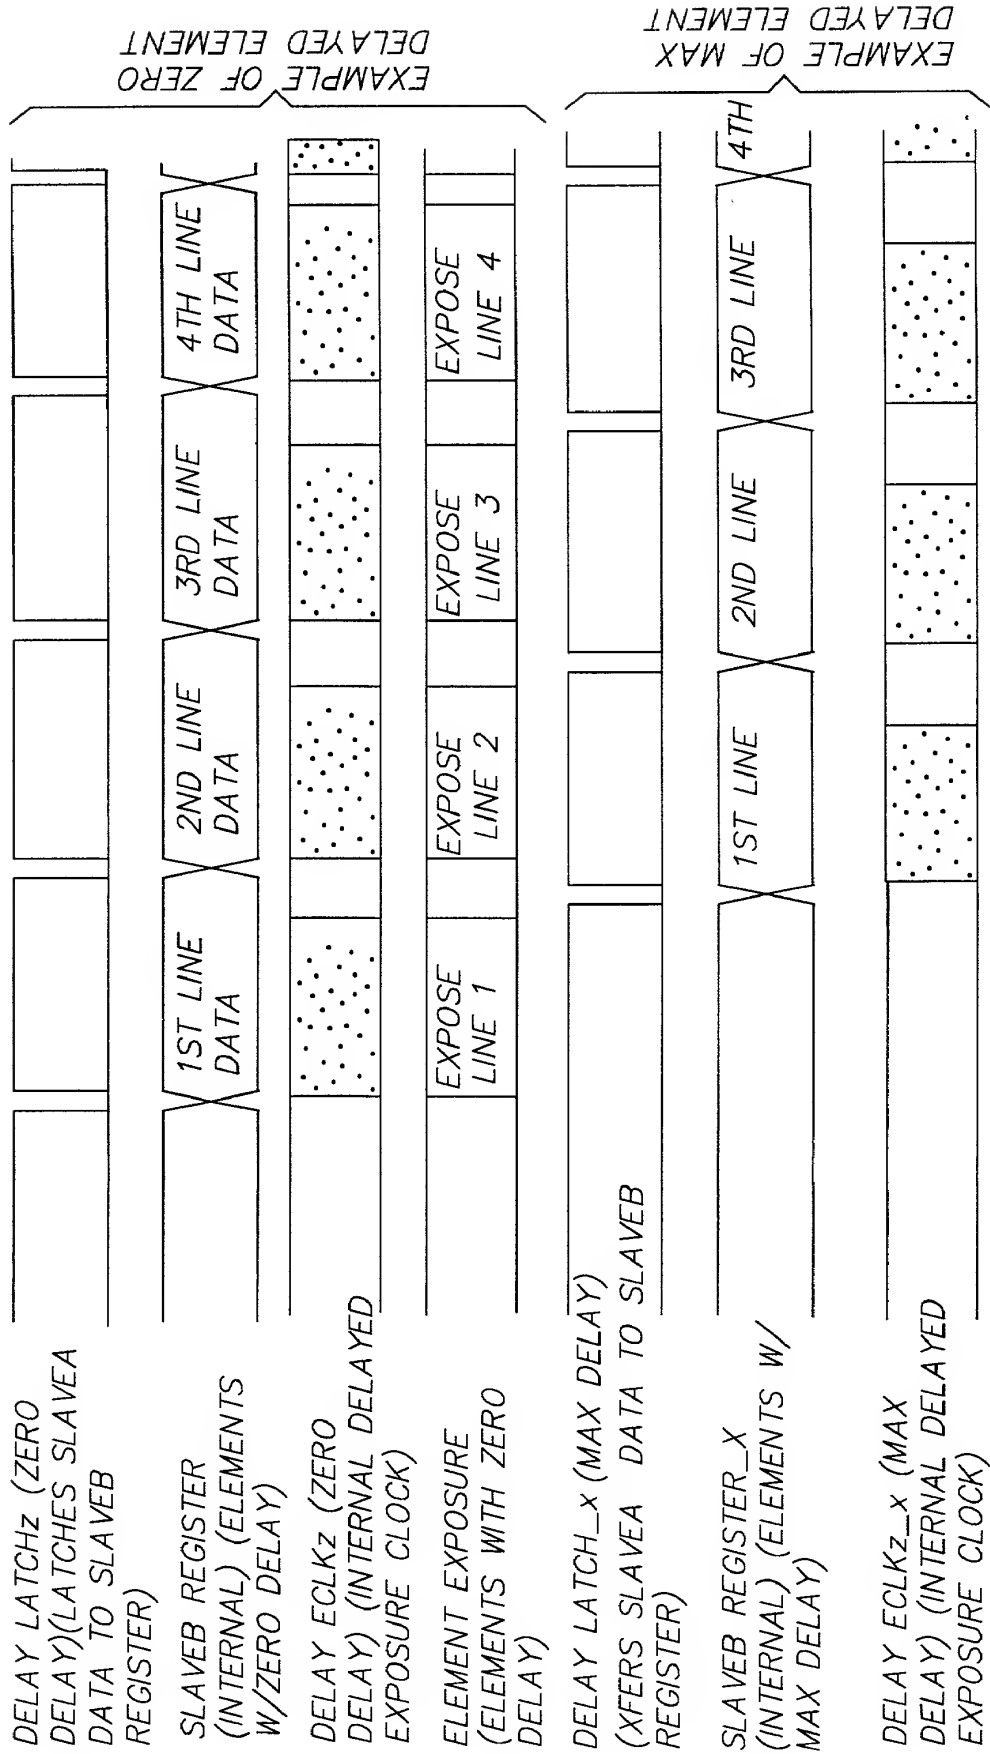 DELAY LATCHz (ZERO
DELAY)(LATCHES SLAVEA
DATA TO SLAVEB
REGISTER)
SLAVEB REGISTER
(INTERNAL) (ELEMENTS
W/ZERO DELAY)
1ST LINE
DATA
2ND LINE
DATA
3RD LINE
DATA
4TH LINE
DATA
DELAY ECLKz (ZERO
DELAY) (INTERNAL DELAYED
EXPOSURE CLOCK)
ELEMENT EXPOSURE
(ELEMENTS WITH ZERO
DELAY)
EXPOSE
LINE 1
EXPOSE
LINE 2
EXPOSE
LINE 3
EXPOSE
LINE 4
EXAMPLE OF ZERO
DELAYED ELEMENT
DELAY LATCH_x (MAX DELAY)
(XFERS SLAVEA DATA TO SLAVEB
REGISTER)
SLAVEB REGISTER_X
(INTERNAL) (ELEMENTS W/
MAX DELAY)
1ST LINE
2ND LINE
3RD LINE
4TH
DELAY ECLKz_x (MAX
DELAY) (INTERNAL DELAYED
EXPOSURE CLOCK)
EXAMPLE OF MAX
DELAYED ELEMENT